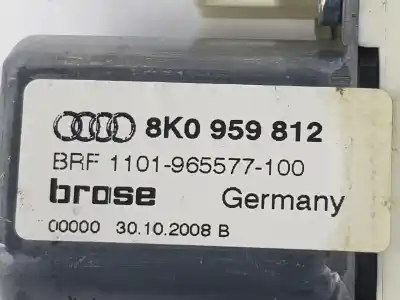 8K0 959 812
BRF 1101-965577-100
brose Germany
00000 30.10.2008 B